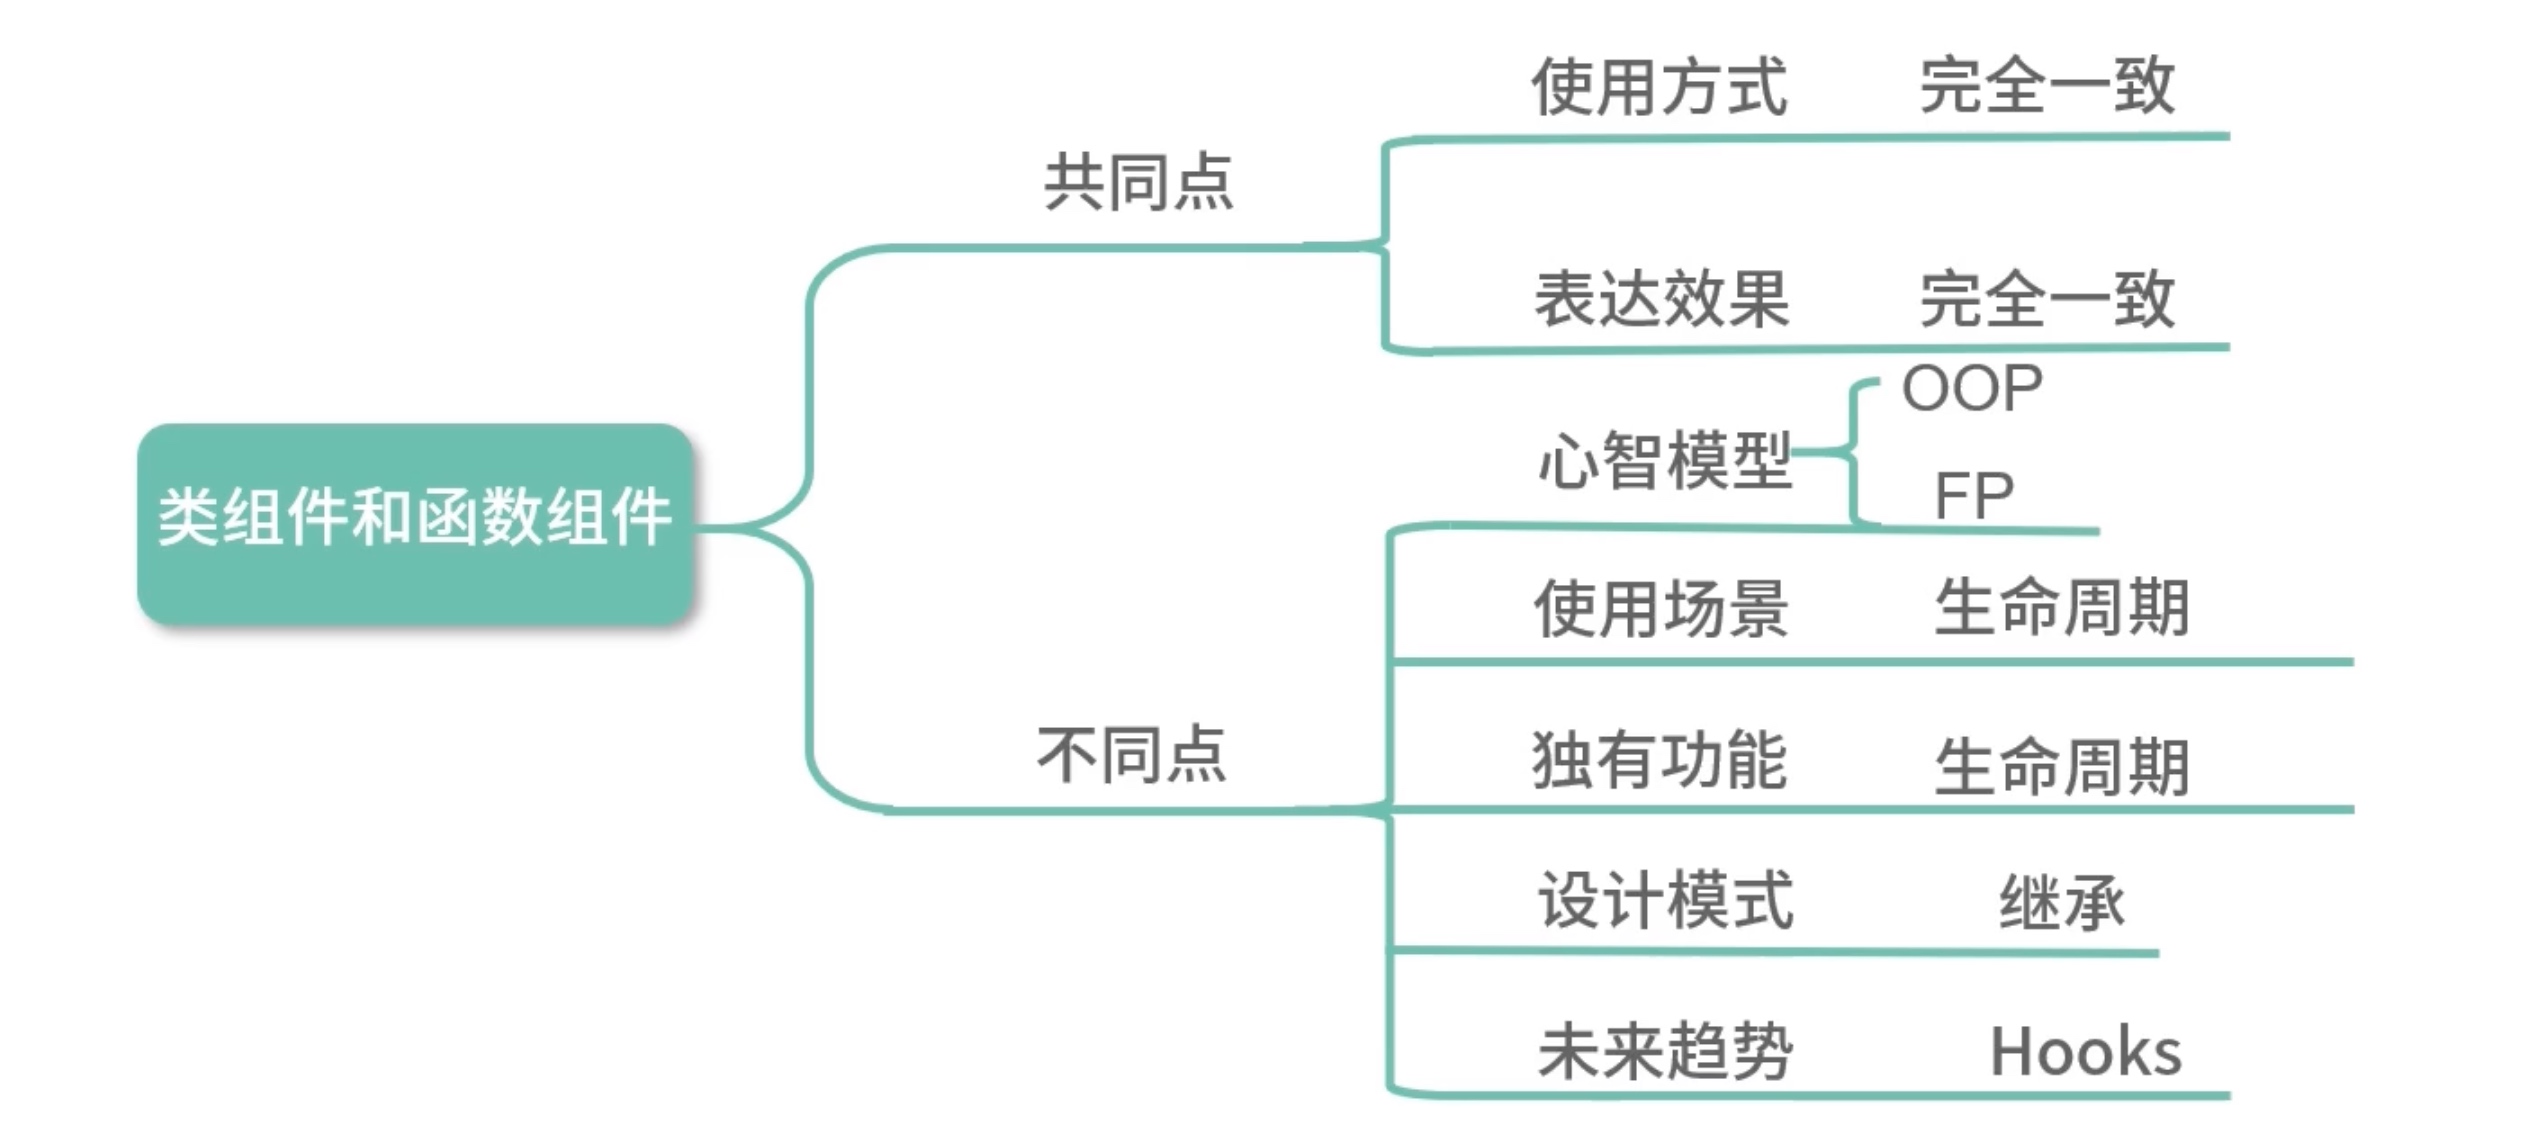 类组件和函数组件
共同点
使用方式 完全一致
表达效果 完全一致
不同点
心智模型
OOP
FP
使用场景 生命周期
独有功能 生命周期
设计模式 继承
未来趋势 Hooks